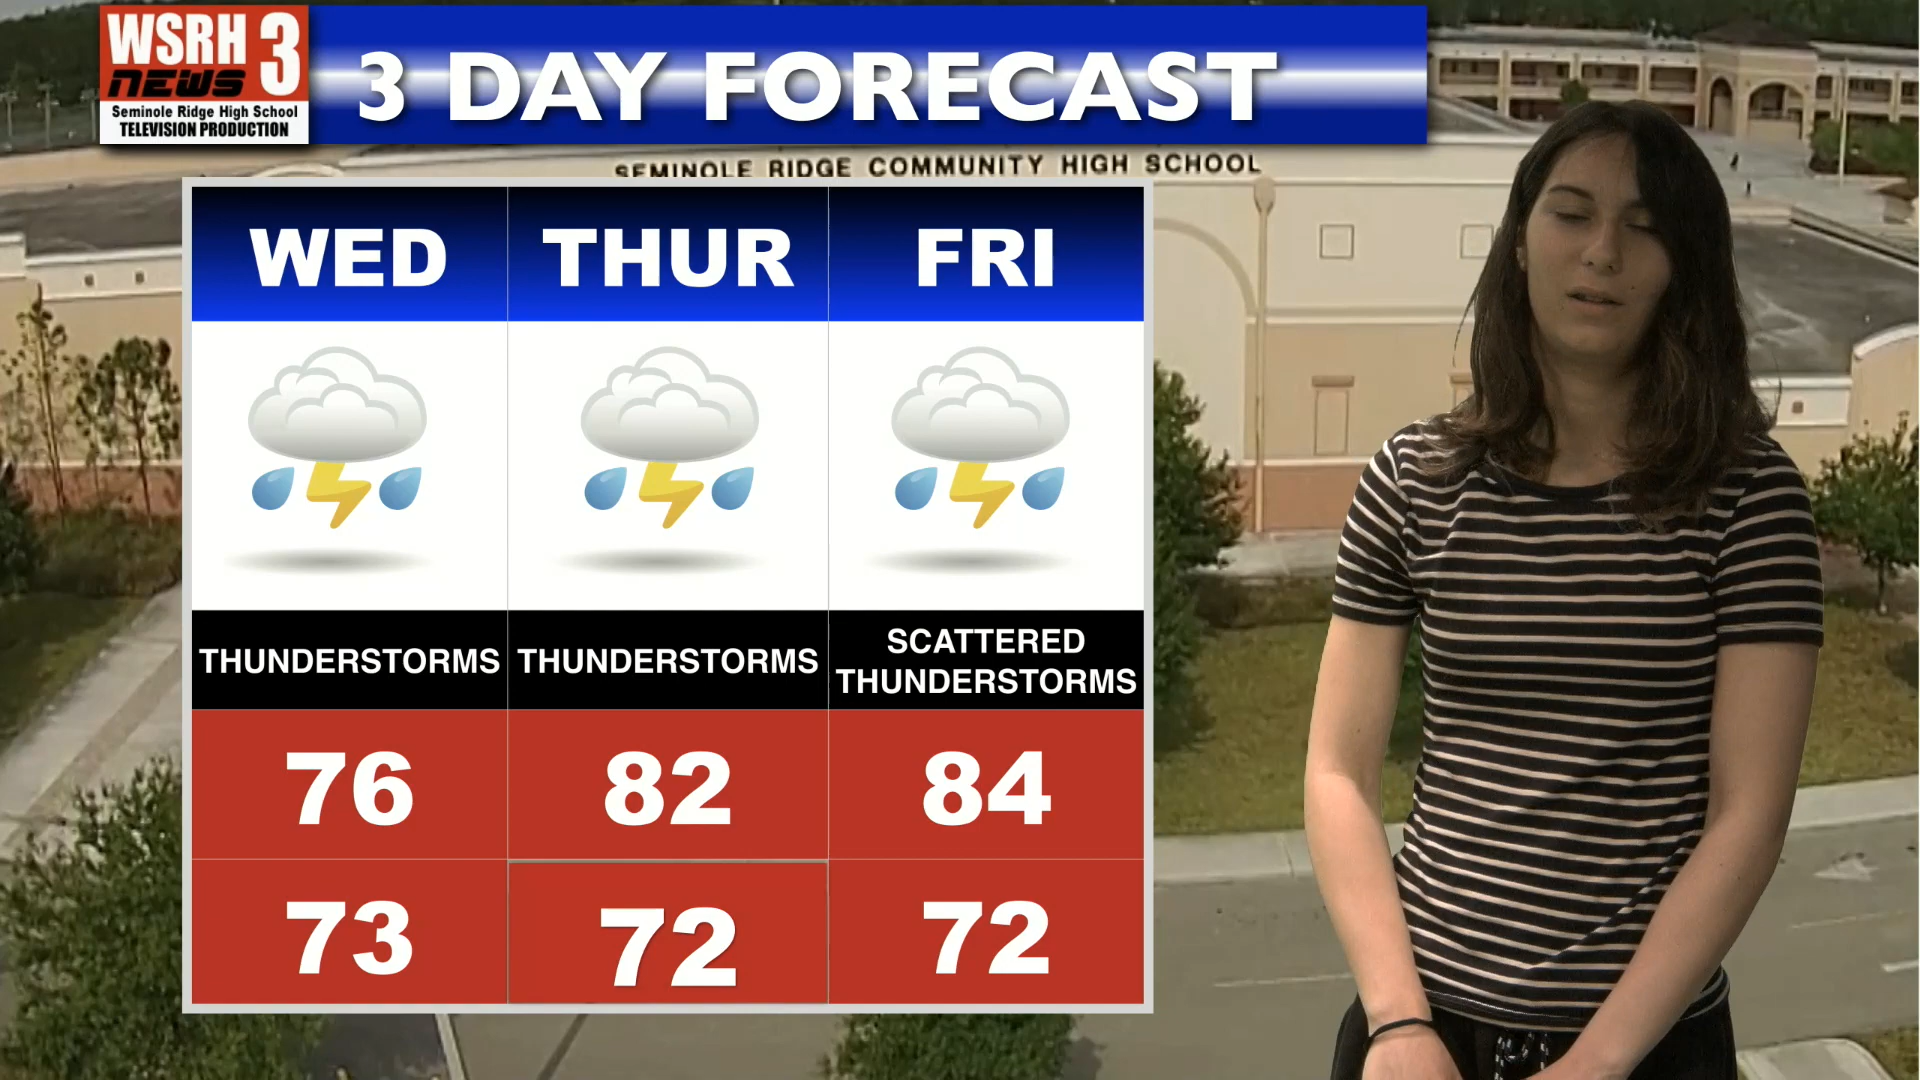 WSRH 3
NEWS
Seminole Ridge High School
TELEVISION PRODUCTION
3 DAY FORECAST
SEMINOLE RIDGE COMMUNITY HIGH SCHOOL
WED THUR FRI
THUNDERSTORMS THUNDERSTORMS SCATTERED
THUNDERSTORMS
76 82 84
73 72 72